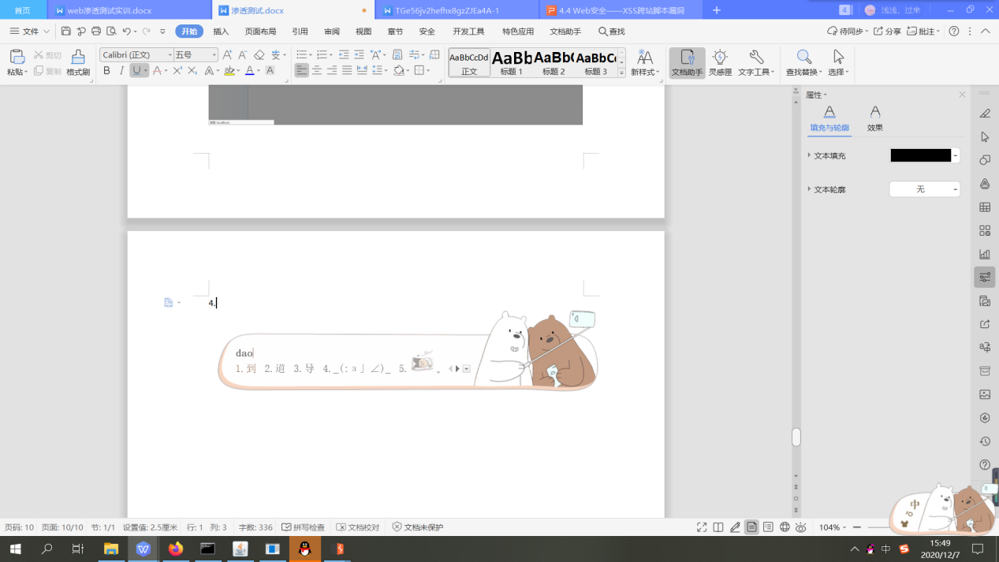 首页 web渗透测试实训.docx 渗透测试.docx TGe56jv2hefhx8gzZJEa4A-1 4.4 Web安全——XSS跨站脚本漏洞 + 4 浅浅，过来
文件 开始 插入 页面布局 引用 审阅 视图 章节 安全 开发工具 特色应用 文档助手 查找 待同步 分享 批注
粘贴 剪切 复制 格式刷 Calibri (正文) 五号 B I U AaBbCcDd 正文 AaBb 标题 1 AaBb( 标题 2 AaBbC 标题 3 新样式 文档助手 灵感匣 文字工具 查找替换 选择
属性
填充与轮廓 效果
文本填充
文本轮廓 无
4.
dao
1.到 2.道 3.导 4._(:з」∠)_ 5.
中
页码: 10 页面: 10/10 节: 1/1 设置值: 2.5厘米 行: 1 列: 3 字数: 336 拼写检查 文档校对 文档未保护 104%
中 15:49
2020/12/7